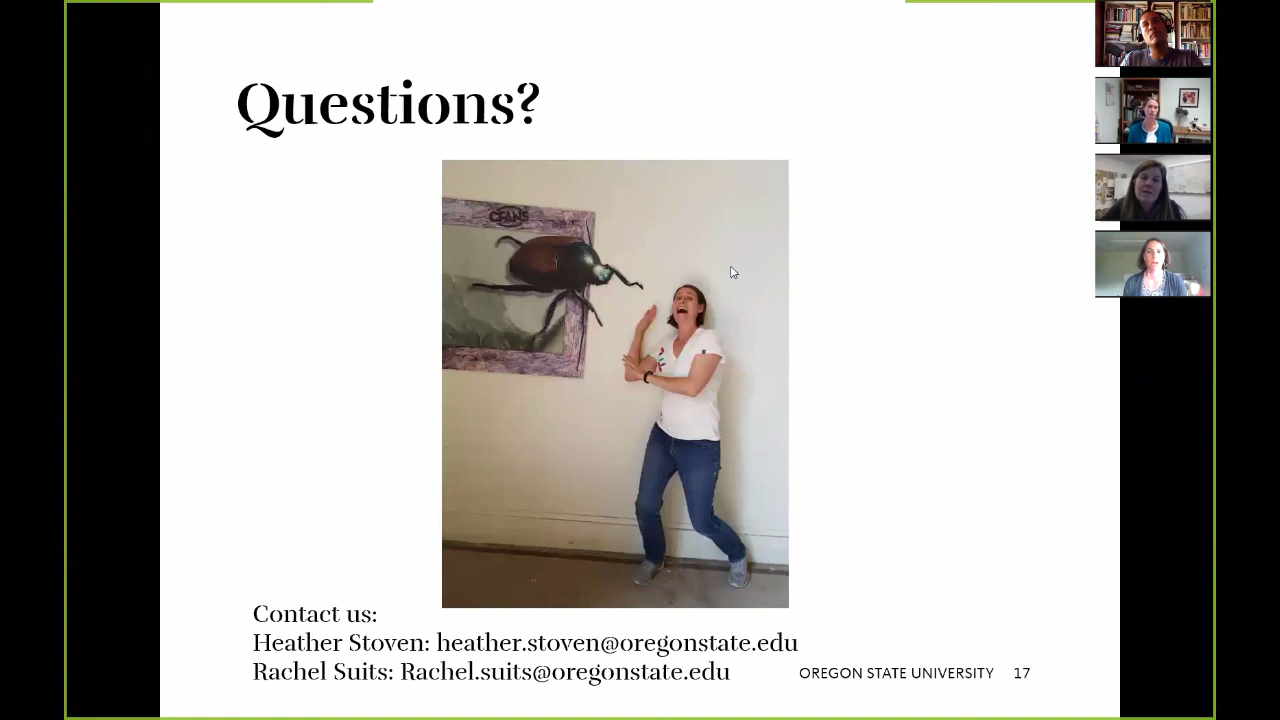 Questions?
CFANS
Contact us:
Heather Stoven: heather.stoven@oregonstate.edu
Rachel Suits: Rachel.suits@oregonstate.edu
OREGON STATE UNIVERSITY 17